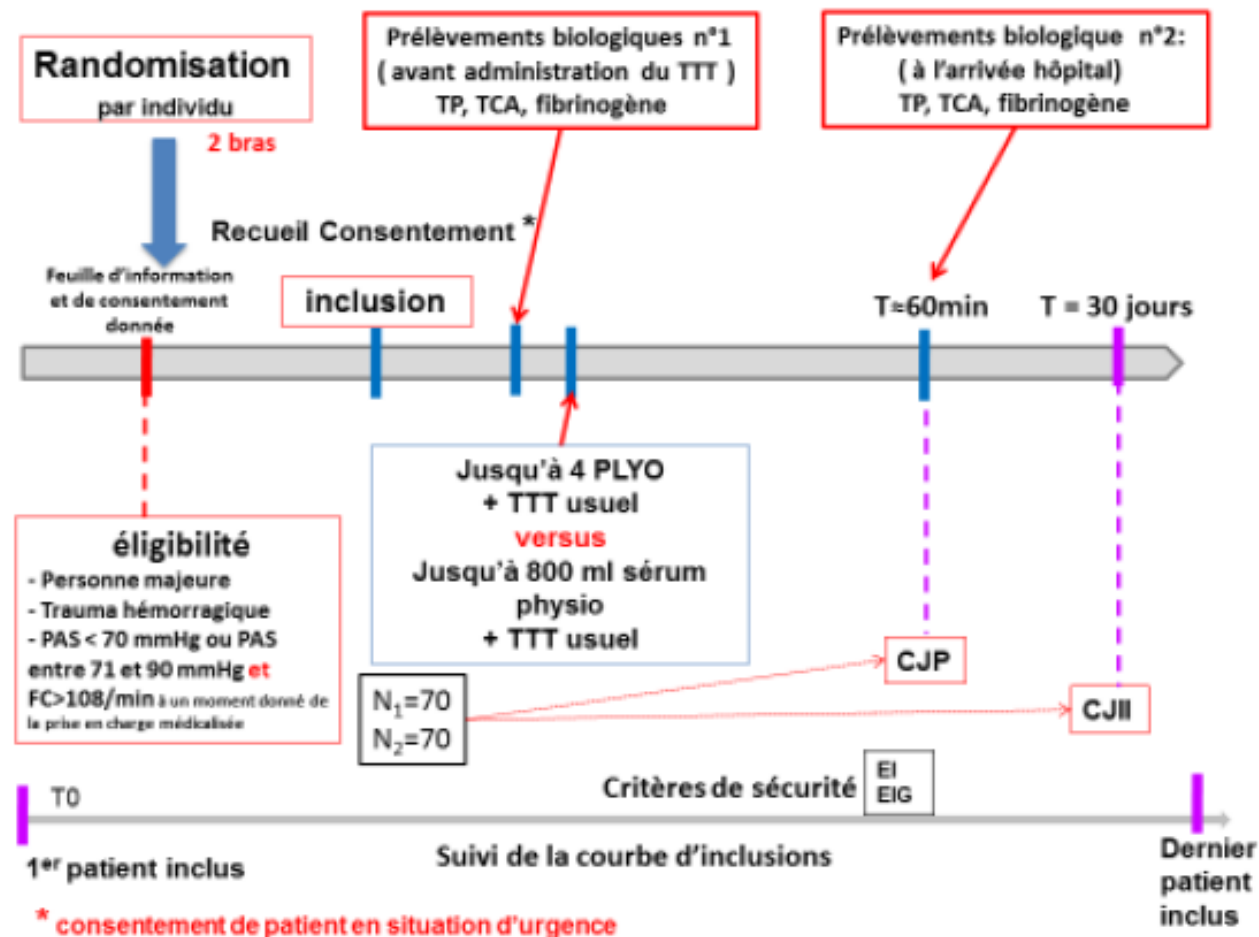 Randomisation
par individu
2 bras
Prélèvements biologiques n°1
( avant administration du TTT )
TP, TCA, fibrinogène
Prélèvements biologique n°2:
( à l'arrivée hôpital)
TP, TCA, fibrinogène
Recueil Consentement *
Feuille d'information
et de consentement
donnée
inclusion
T≈60min
T = 30 jours
éligibilité
- Personne majeure
- Trauma hémorragique
- PAS < 70 mmHg ou PAS
entre 71 et 90 mmHg et
FC>108/min à un moment donné de
la prise en charge médicalisée
Jusqu'à 4 PLYO
+ TTT usuel
versus
Jusqu'à 800 ml sérum
physio
+ TTT usuel
N1=70
N2=70
CJP
CJII
Critères de sécurité
EI
EIG
T0
1er patient inclus
Suivi de la courbe d'inclusions
Dernier
patient
inclus
* consentement de patient en situation d'urgence